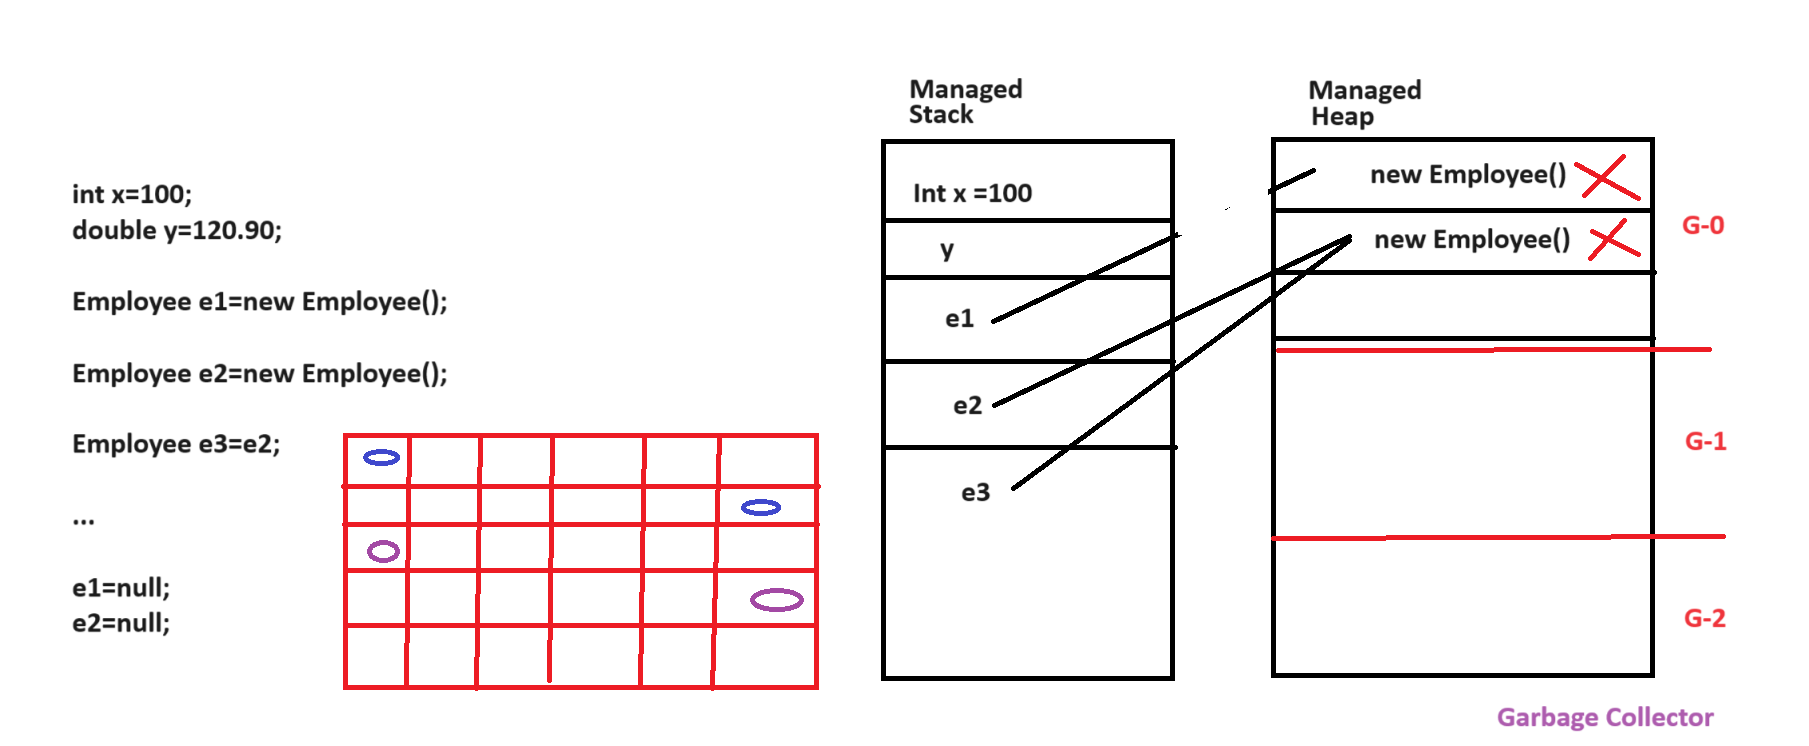 int x=100;
double y=120.90;
Employee e1=new Employee();
Employee e2=new Employee();
Employee e3=e2;
...
e1=null;
e2=null;
Managed
Stack
Int x =100
y
e1
e2
e3
Managed
Heap
new Employee()
new Employee()
G-0
G-1
G-2
Garbage Collector